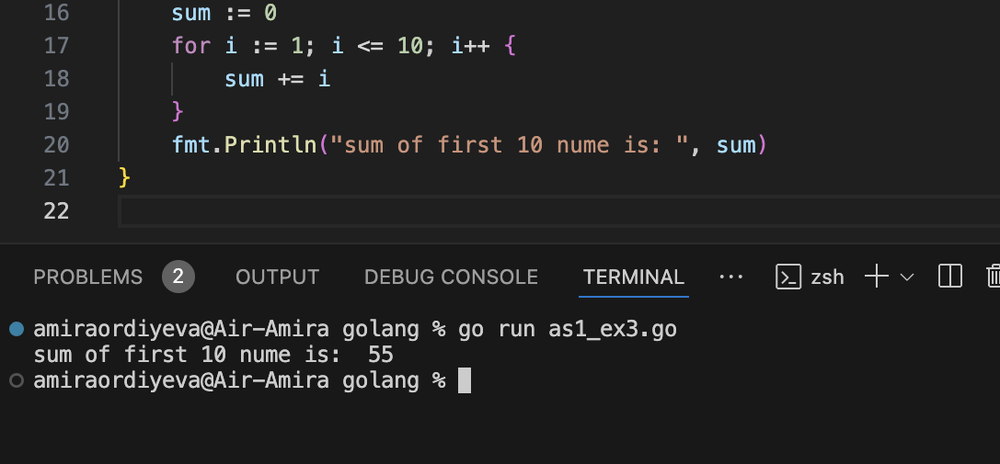 16 sum := 0
17 for i := 1; i <= 10; i++ {
18 sum += i
19 }
20 fmt.Println("sum of first 10 nume is: ", sum)
21 }
22
PROBLEMS 2 OUTPUT DEBUG CONSOLE TERMINAL ... zsh
amiraordiyeva@Air-Amira golang % go run as1_ex3.go
sum of first 10 nume is:  55
amiraordiyeva@Air-Amira golang %